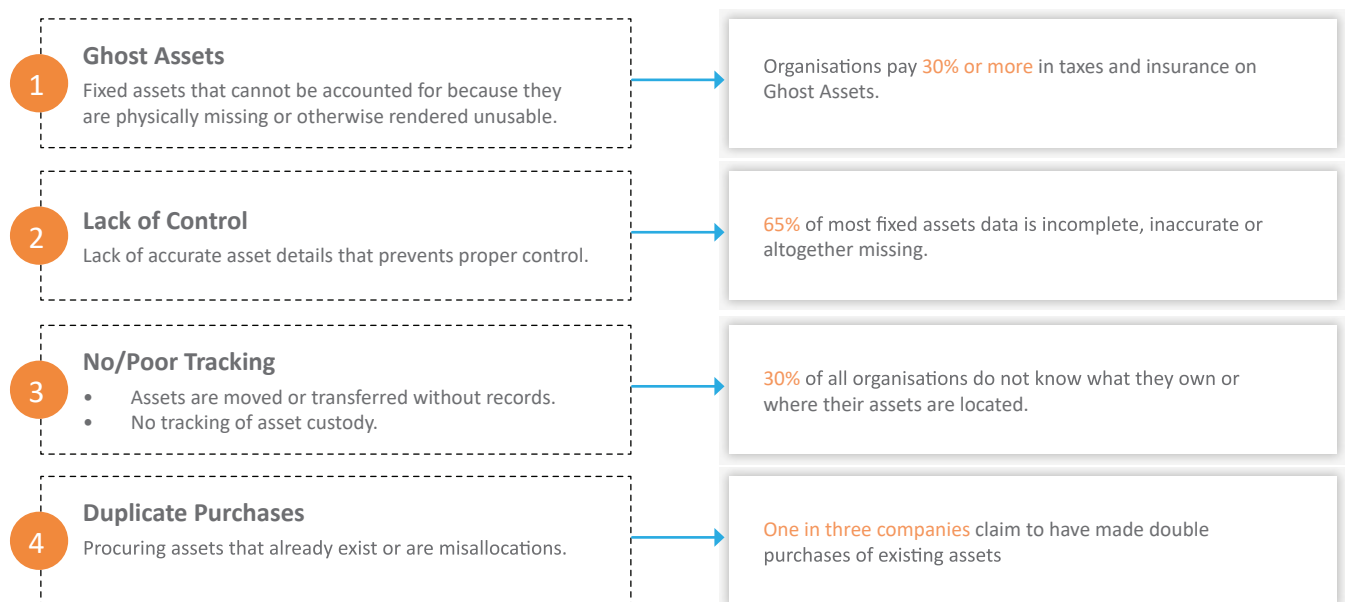 1
Ghost Assets
Fixed assets that cannot be accounted for because they
are physically missing or otherwise rendered unusable.
Organisations pay 30% or more in taxes and insurance on
Ghost Assets.
2
Lack of Control
Lack of accurate asset details that prevents proper control.
65% of most fixed assets data is incomplete, inaccurate or
altogether missing.
3
No/Poor Tracking
• Assets are moved or transferred without records.
• No tracking of asset custody.
30% of all organisations do not know what they own or
where their assets are located.
4
Duplicate Purchases
Procuring assets that already exist or are misallocations.
One in three companies claim to have made double
purchases of existing assets